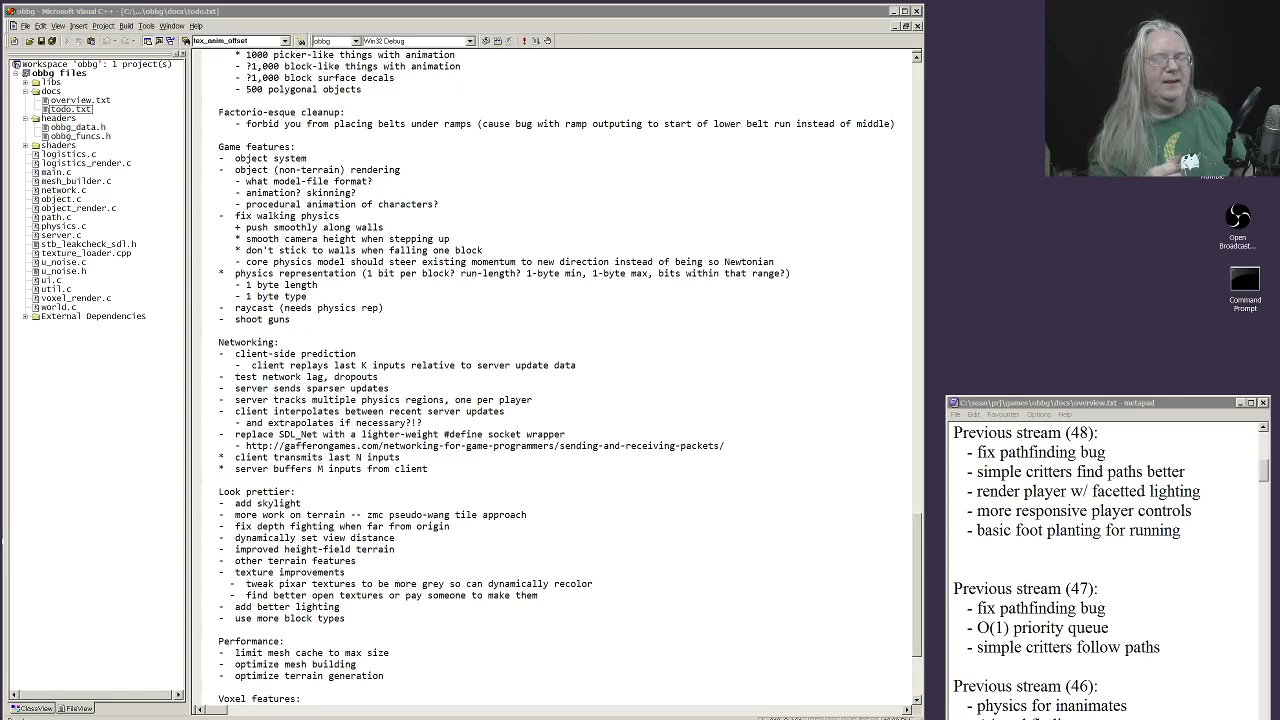 obbg - Microsoft Visual C++ - [C:\...\obbg\docs\todo.txt]
File Edit View Insert Project Build Tools Window Help
tex_anim_offset
obbg
Win32 Debug
Workspace 'obbg': 1 project(s)
obbg files
libs
docs
overview.txt
todo.txt
headers
obbg_data.h
obbg_funcs.h
shaders
logistics.c
logistics_render.c
main.c
mesh_builder.c
network.c
object.c
object_render.c
path.c
physics.c
server.c
stb_leakcheck_sdl.h
texture_loader.cpp
u_noise.c
u_noise.h
ui.c
util.c
voxel_render.c
world.c
External Dependencies
ClassView
FileView
* 1000 picker-like things with animation
- ?1,000 block-like things with animation
- ?1,000 block surface decals
- 500 polygonal objects
Factorio-esque cleanup:
- forbid you from placing belts under ramps (cause bug with ramp outputing to start of lower belt run instead of middle)
Game features:
- object system
- object (non-terrain) rendering
- what model-file format?
- animation? skinning?
- procedural animation of characters?
- fix walking physics
+ push smoothly along walls
* smooth camera height when stepping up
* don't stick to walls when falling one block
- core physics model should steer existing momentum to new direction instead of being so Newtonian
* physics representation (1 bit per block? run-length? 1-byte min, 1-byte max, bits within that range?)
- 1 byte length
- 1 byte type
- raycast (needs physics rep)
- shoot guns
Networking:
- client-side prediction
- client replays last K inputs relative to server update data
- test network lag, dropouts
- server sends sparser updates
- server tracks multiple physics regions, one per player
- client interpolates between recent server updates
- and extrapolates if necessary?!?
- replace SDL_Net with a lighter-weight #define socket wrapper
- http://gafferongames.com/networking-for-game-programmers/sending-and-receiving-packets/
* client transmits last N inputs
* server buffers M inputs from client
Look prettier:
- add skylight
- more work on terrain -- zmc pseudo-wang tile approach
- fix depth fighting when far from origin
- dynamically set view distance
- improved height-field terrain
- other terrain features
- texture improvements
- tweak pixar textures to be more grey so can dynamically recolor
- find better open textures or pay someone to make them
- add better lighting
- use more block types
Performance:
- limit mesh cache to max size
- optimize mesh building
- optimize terrain generation
Voxel features:
Open
Broadcast...
Command
Prompt
C:\sean\prj\games\obbg\docs\overview.txt - metapad
File Edit Favourites Options Help
Previous stream (48):
- fix pathfinding bug
- simple critters find paths better
- render player w/ facetted lighting
- more responsive player controls
- basic foot planting for running
Previous stream (47):
- fix pathfinding bug
- O(1) priority queue
- simple critters follow paths
Previous stream (46):
- physics for inanimates